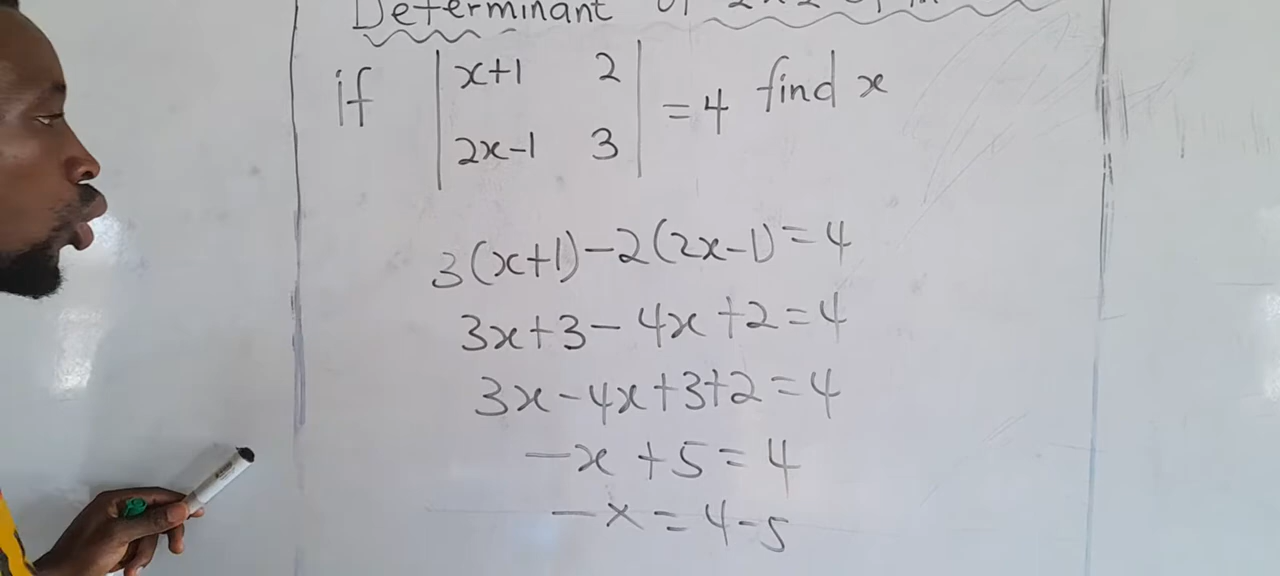 Determinant of 2x2
if | x+1 2 | = 4 find x
| 2x-1 3 |
3(x+1)-2(2x-1)=4
3x+3-4x+2=4
3x-4x+3+2=4
-x+5=4
-x=4-5